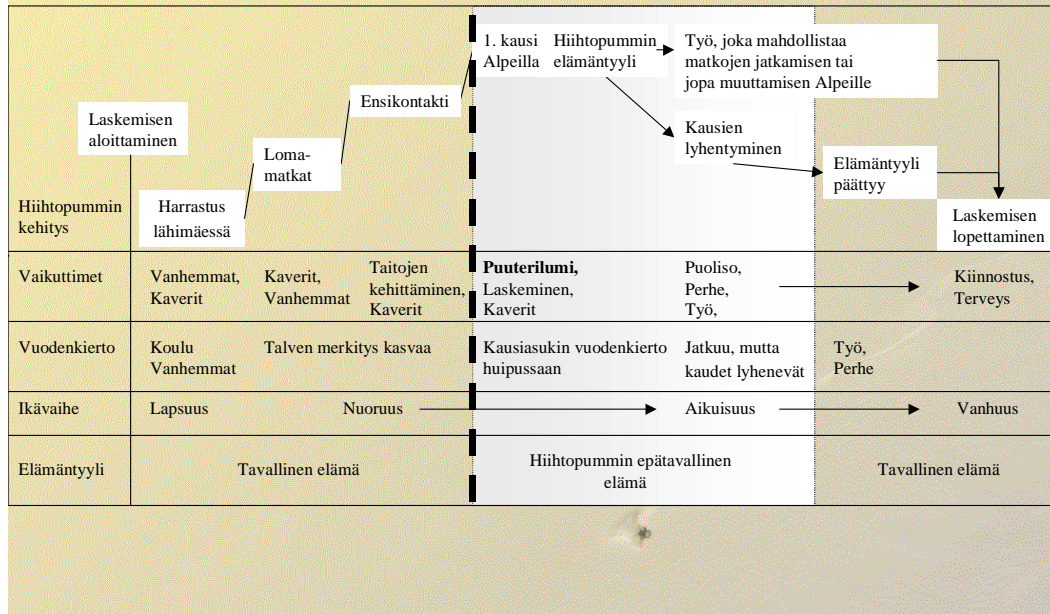 Hiihtopummin
kehitys
Laskemisen
aloittaminen
Harrastus
lähimäessä
Loma-
matkat
Ensikontakti
1. kausi
Alpeilla
Hiihtopummin
elämäntyyli
Työ, joka mahdollistaa
matkojen jatkamisen tai
jopa muuttamisen Alpeille
Kausien
lyhentyminen
Elämäntyyli
päättyy
Laskemisen
lopettaminen
Vaikuttimet
Vanhemmat,
Kaverit
Kaverit,
Vanhemmat
Taitojen
kehittäminen,
Kaverit
Puuterilumi,
Laskeminen,
Kaverit
Puoliso,
Perhe,
Työ,
Kiinnostus,
Terveys
Vuodenkierto
Koulu
Vanhemmat
Talven merkitys kasvaa
Kausiasukin vuodenkierto
huipussaan
Jatkuu, mutta
kaudet lyhenevät
Työ,
Perhe
Ikävaihe
Lapsuus
Nuoruus
Aikuisuus
Vanhuus
Elämäntyyli
Tavallinen elämä
Hiihtopummin epätavallinen
elämä
Tavallinen elämä